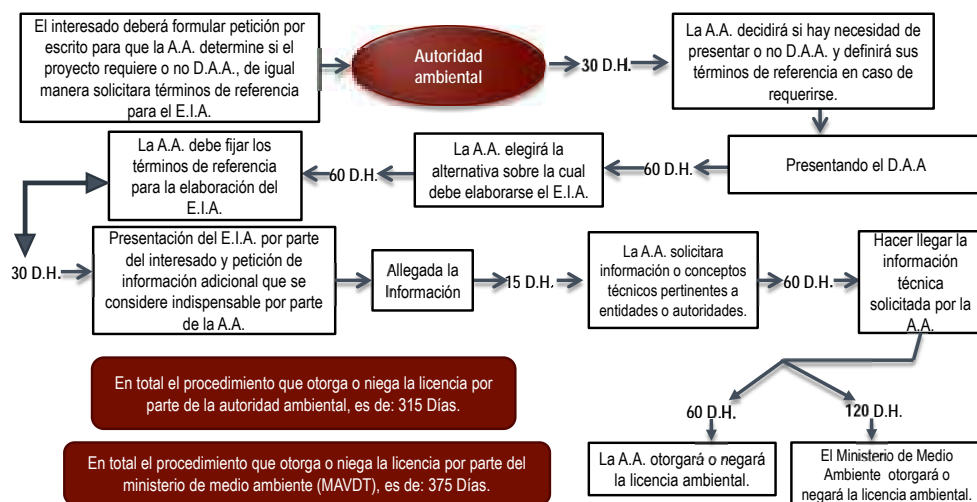 El interesado deberá formular petición por
escrito para que la A.A. determine si el
proyecto requiere o no D.A.A., de igual
manera solicitara términos de referencia
para el E.I.A.
Autoridad
ambiental
30 D.H.
La A.A. decidirá si hay necesidad de
presentar o no D.A.A. y definirá sus
términos de referencia en caso de
requerirse.
Presentando el D.A.A
60 D.H.
La A.A. elegirá la
alternativa sobre la cual
debe elaborarse el E.I.A.
60 D.H.
La A.A. debe fijar los
términos de referencia
para la elaboración del
E.I.A.
30 D.H.
Presentación del E.I.A. por parte
del interesado y petición de
información adicional que se
considere indispensable por parte
de la A.A.
Allegada la
Información
15 D.H.
La A.A. solicitara
información o conceptos
técnicos pertinentes a
entidades o autoridades.
60 D.H.
Hacer llegar la
información
técnica
solicitada por la
A.A.
60 D.H.
120 D.H.
La A.A. otorgará o negará
la licencia ambiental.
El Ministerio de Medio
Ambiente otorgará o
negará la licencia ambiental.
En total el procedimiento que otorga o niega la licencia por
parte de la autoridad ambiental, es de: 315 Días.
En total el procedimiento que otorga o niega la licencia por parte del
ministerio de medio ambiente (MAVDT), es de: 375 Días.